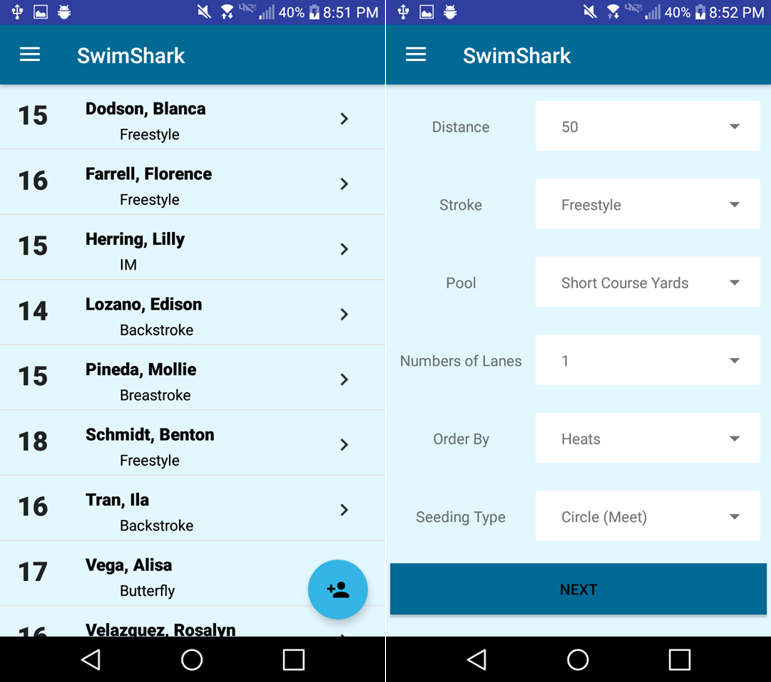 40% 8:51 PM
SwimShark
15 Dodson, Blanca
Freestyle
16 Farrell, Florence
Freestyle
15 Herring, Lilly
IM
14 Lozano, Edison
Backstroke
15 Pineda, Mollie
Breastroke
18 Schmidt, Benton
Freestyle
16 Tran, Ila
Backstroke
17 Vega, Alisa
Butterfly
16 Velazquez, Rosalyn
40% 8:52 PM
SwimShark
Distance 50
Stroke Freestyle
Pool Short Course Yards
Numbers of Lanes 1
Order By Heats
Seeding Type Circle (Meet)
NEXT